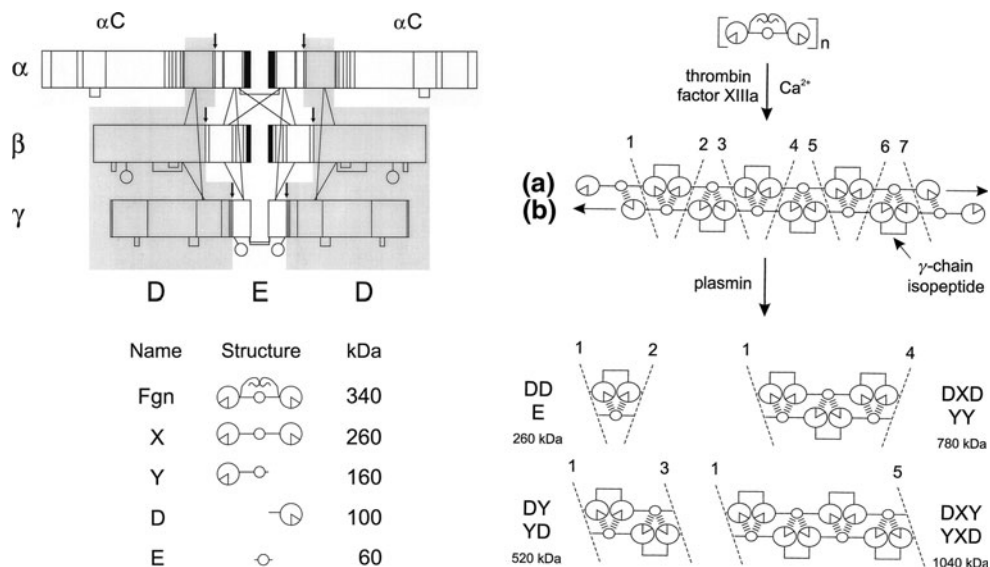 αC αC
α
β
γ
D E D
Name Structure kDa
Fgn 340
X 260
Y 160
D 100
E 60
[ ]n
thrombin
factor XIIIa
Ca2+
1 2 3 4 5 6 7
(a)
(b)
plasmin
γ-chain
isopeptide
1 2
DD
E
260 kDa
1 4
DXD
YY
780 kDa
1 3
DY
YD
520 kDa
1 5
DXY
YXD
1040 kDa